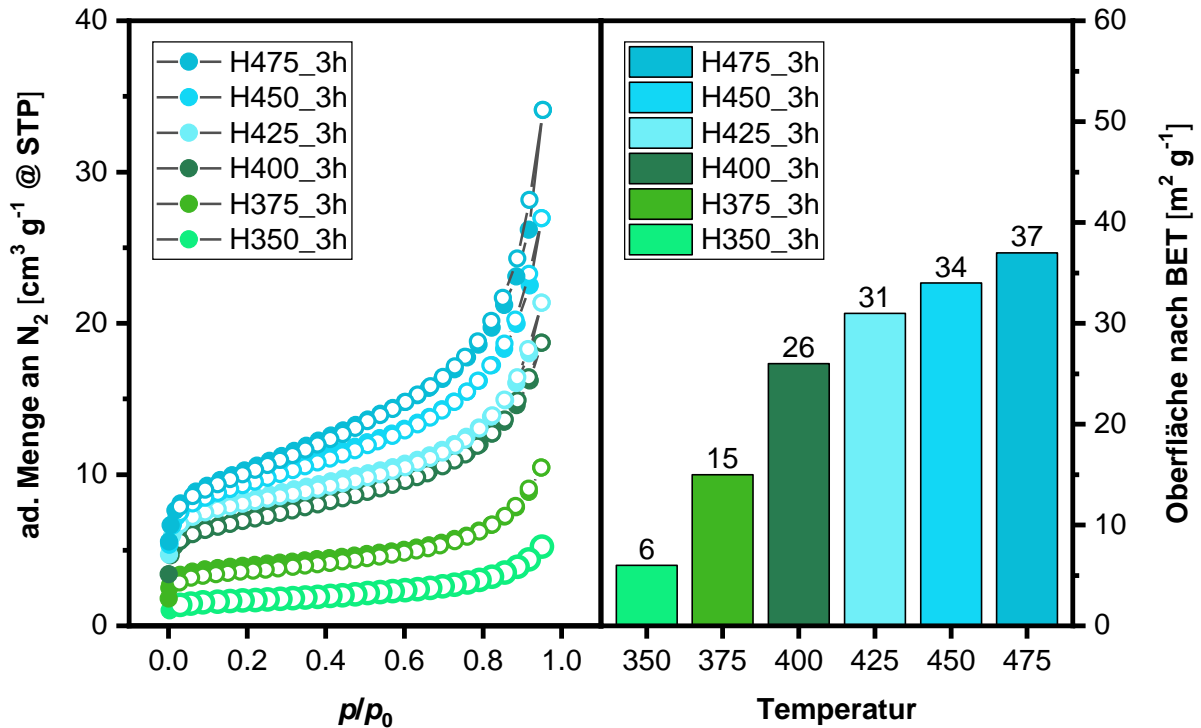 ad. Menge an N2 [cm3 g-1 @ STP]
40
30
20
10
0
H475_3h
H450_3h
H425_3h
H400_3h
H375_3h
H350_3h
0.0 0.2 0.4 0.6 0.8 1.0
p/p0
H475_3h
H450_3h
H425_3h
H400_3h
H375_3h
H350_3h
6
15
26
31
34
37
350 375 400 425 450 475
Temperatur
60
50
40
30
20
10
0
Oberfläche nach BET [m2 g-1]